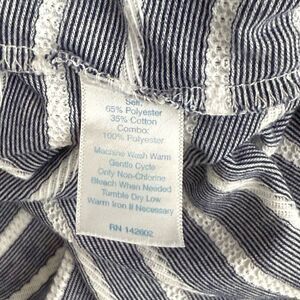 Self:
65% Polyester
35% Cotton
Combo:
100% Polyester
Machine Wash Warm
Gentle Cycle
Only Non-Chlorine
Bleach When Needed
Tumble Dry Low
Warm Iron If Necessary
RN 142602